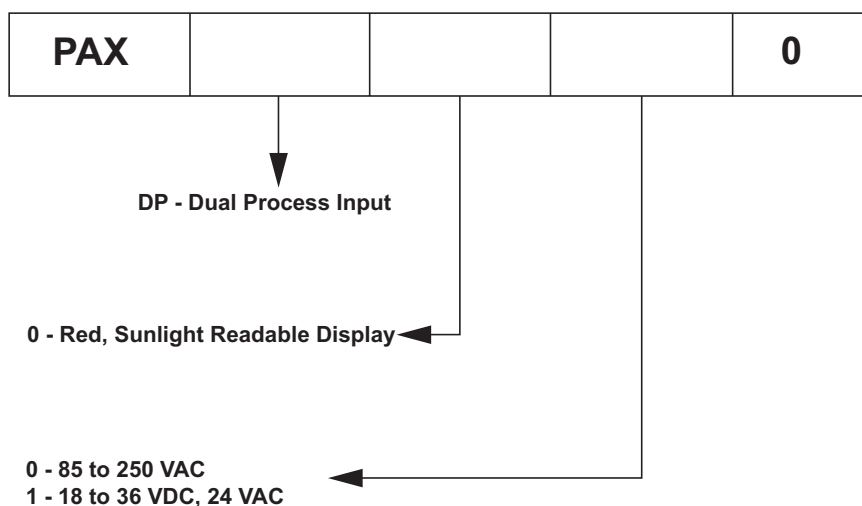 PAX 0
DP - Dual Process Input
0 - Red, Sunlight Readable Display
0 - 85 to 250 VAC
1 - 18 to 36 VDC, 24 VAC